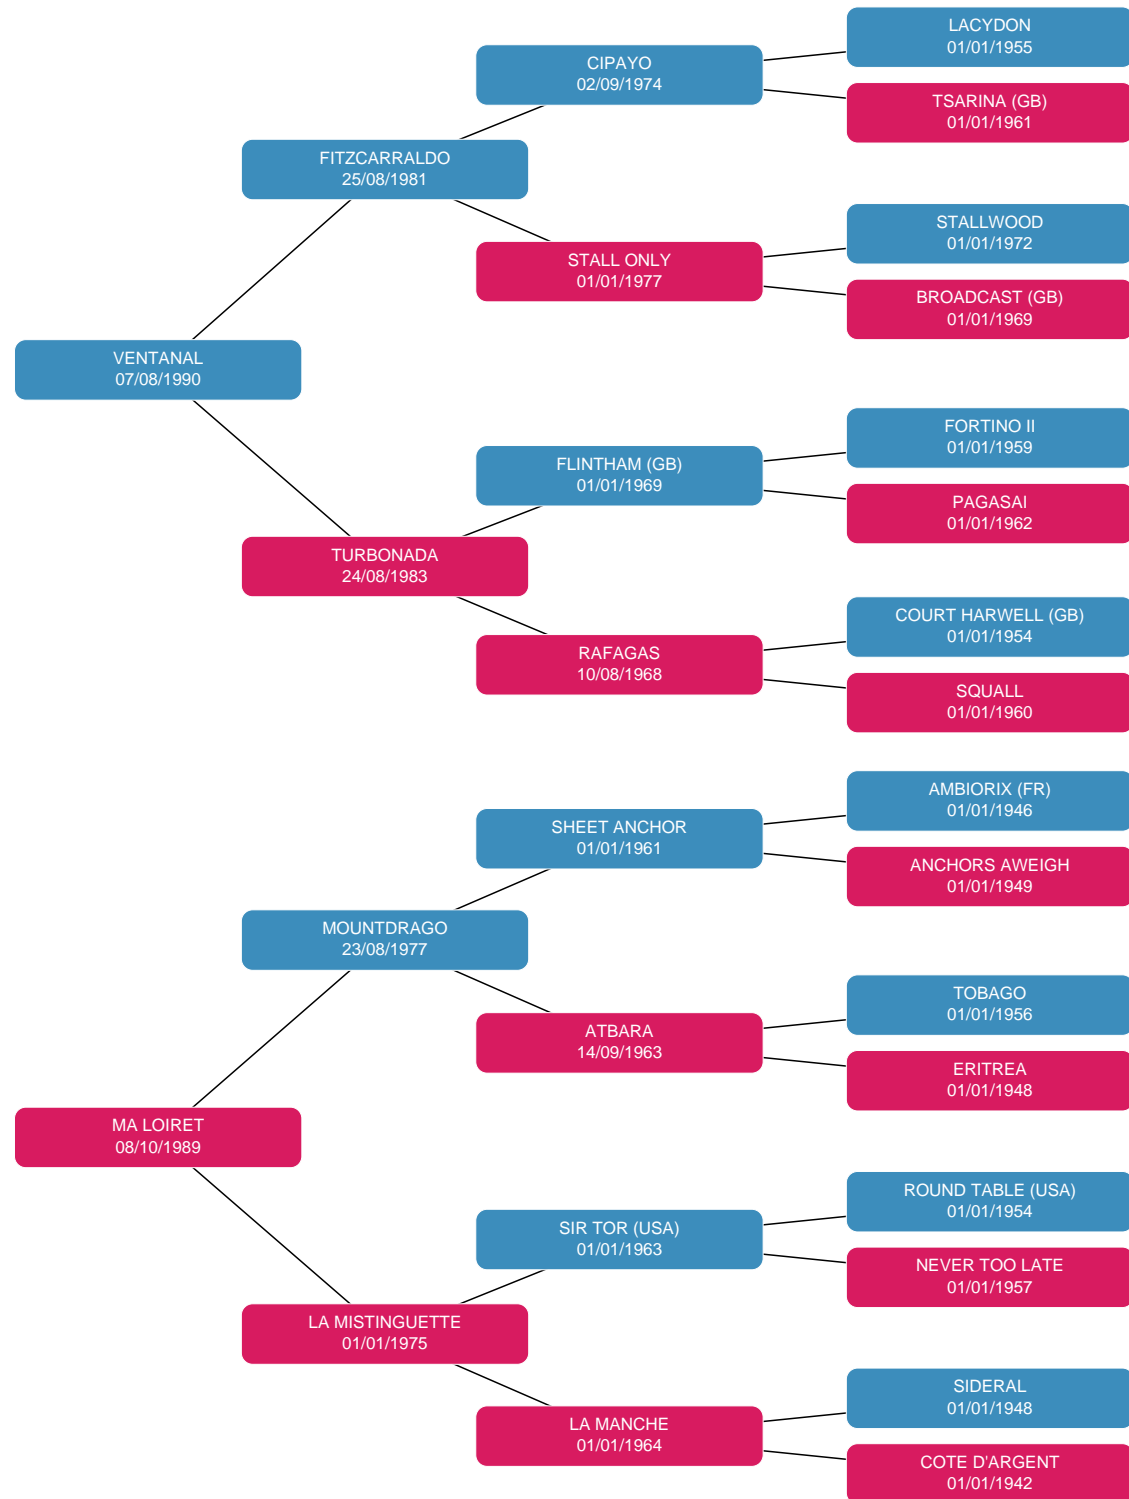 LACYDON
01/01/1955
CIPAYO
02/09/1974
TSARINA (GB)
01/01/1961
FITZCARRALDO
25/08/1981
STALLWOOD
01/01/1972
STALL ONLY
01/01/1977
BROADCAST (GB)
01/01/1969
VENTANAL
07/08/1990
FORTINO II
01/01/1959
FLINTHAM (GB)
01/01/1969
PAGASAI
01/01/1962
TURBONADA
24/08/1983
COURT HARWELL (GB)
01/01/1954
RAFAGAS
10/08/1968
SQUALL
01/01/1960
AMBIORIX (FR)
01/01/1946
SHEET ANCHOR
01/01/1961
ANCHORS AWEIGH
01/01/1949
MOUNTDRAGO
23/08/1977
TOBAGO
01/01/1956
ATBARA
14/09/1963
ERITREA
01/01/1948
MA LOIRET
08/10/1989
ROUND TABLE (USA)
01/01/1954
SIR TOR (USA)
01/01/1963
NEVER TOO LATE
01/01/1957
LA MISTINGUETTE
01/01/1975
SIDERAL
01/01/1948
LA MANCHE
01/01/1964
COTE D'ARGENT
01/01/1942